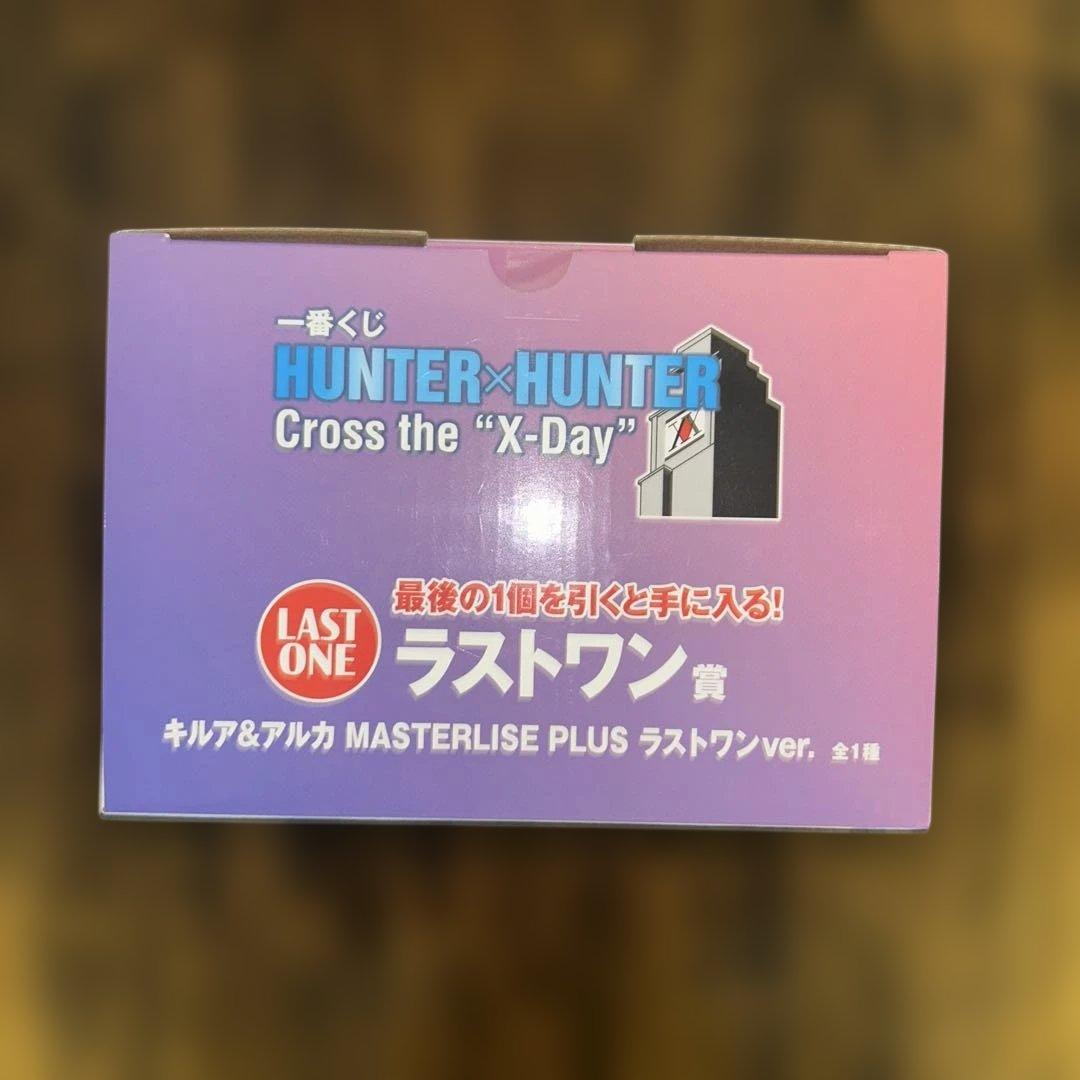 一番くじ
HUNTER×HUNTER
Cross the “X-Day”
LAST
ONE
最後の1個を引くと手に入る!
ラストワン賞
キルア&アルカ MASTERLISE PLUS ラストワンver. 全1種